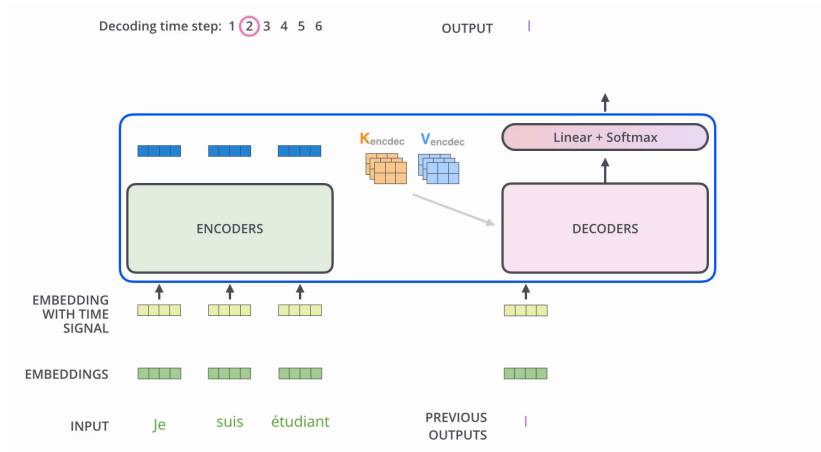 Decoding time step: 1 2 3 4 5 6
OUTPUT I
Kencdec Vencdec
Linear + Softmax
ENCODERS
DECODERS
EMBEDDING
WITH TIME
SIGNAL
EMBEDDINGS
INPUT Je suis étudiant
PREVIOUS
OUTPUTS I